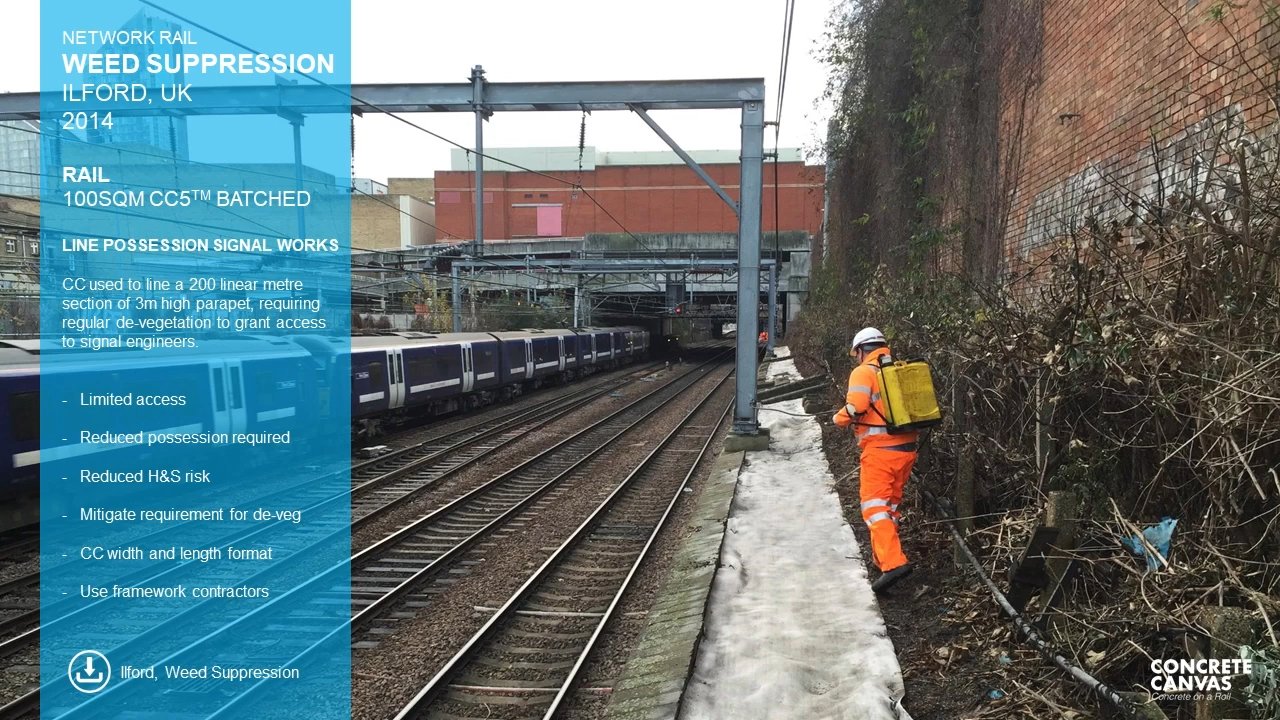 NETWORK RAIL
WEED SUPPRESSION
ILFORD, UK
2014
RAIL
100SQM CC5™ BATCHED
LINE POSSESSION SIGNAL WORKS
CC used to line a 200 linear metre
section of 3m high parapet, requiring
regular de-vegetation to grant access
to signal engineers.
- Limited access
- Reduced possession required
- Reduced H&S risk
- Mitigate requirement for de-veg
- CC width and length format
- Use framework contractors
Ilford, Weed Suppression
CONCRETE
CANVAS
Concrete on a Roll